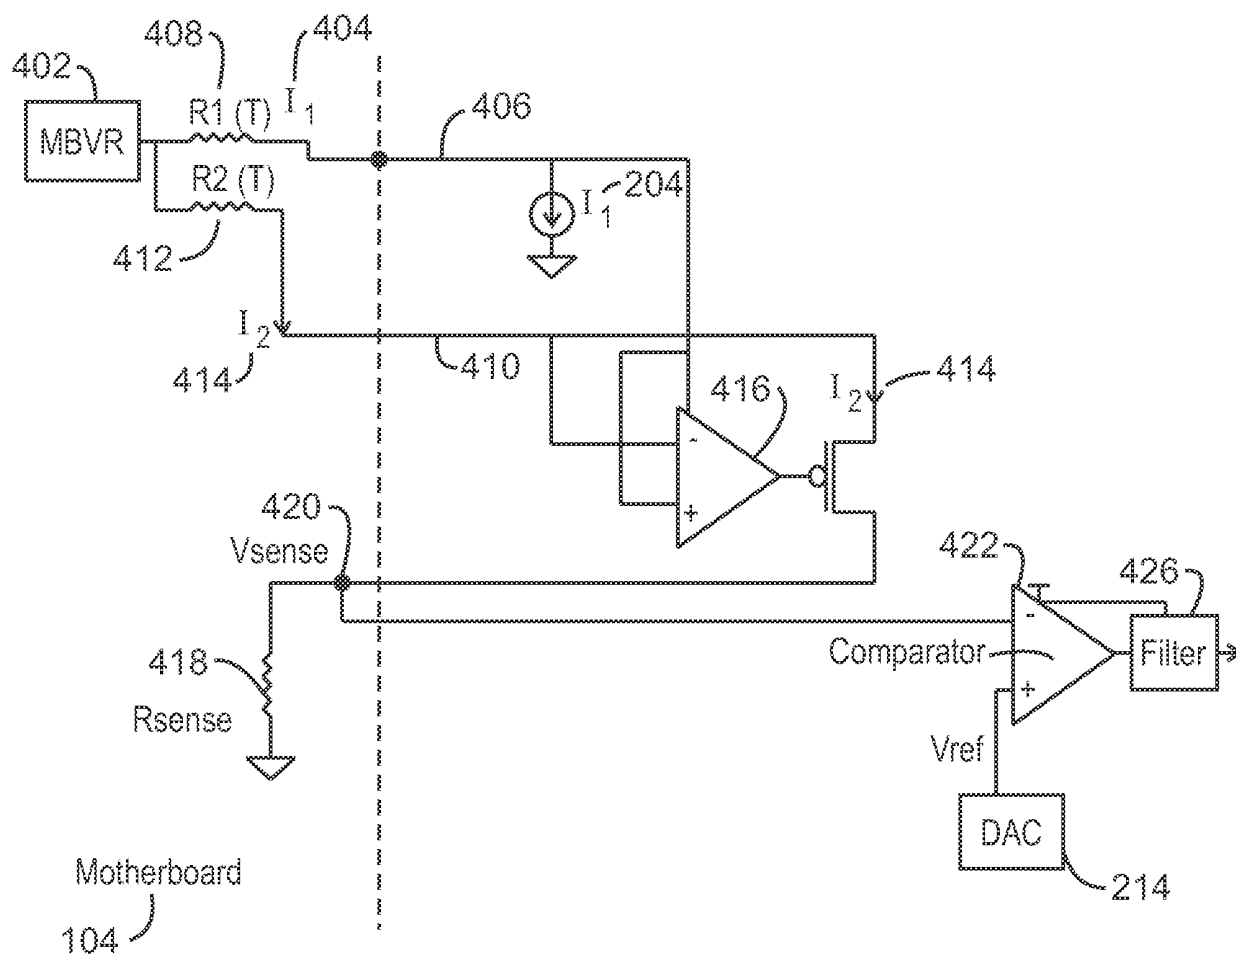 408
404
402
I1
R1 (T)
406
MBVR
R2 (T)
I1
204
412
I2
410
414
I2
414
416
-
+
420
Vsense
422
426
-
Comparator
Filter
418
+
Rsense
Vref
DAC
Motherboard
214
104